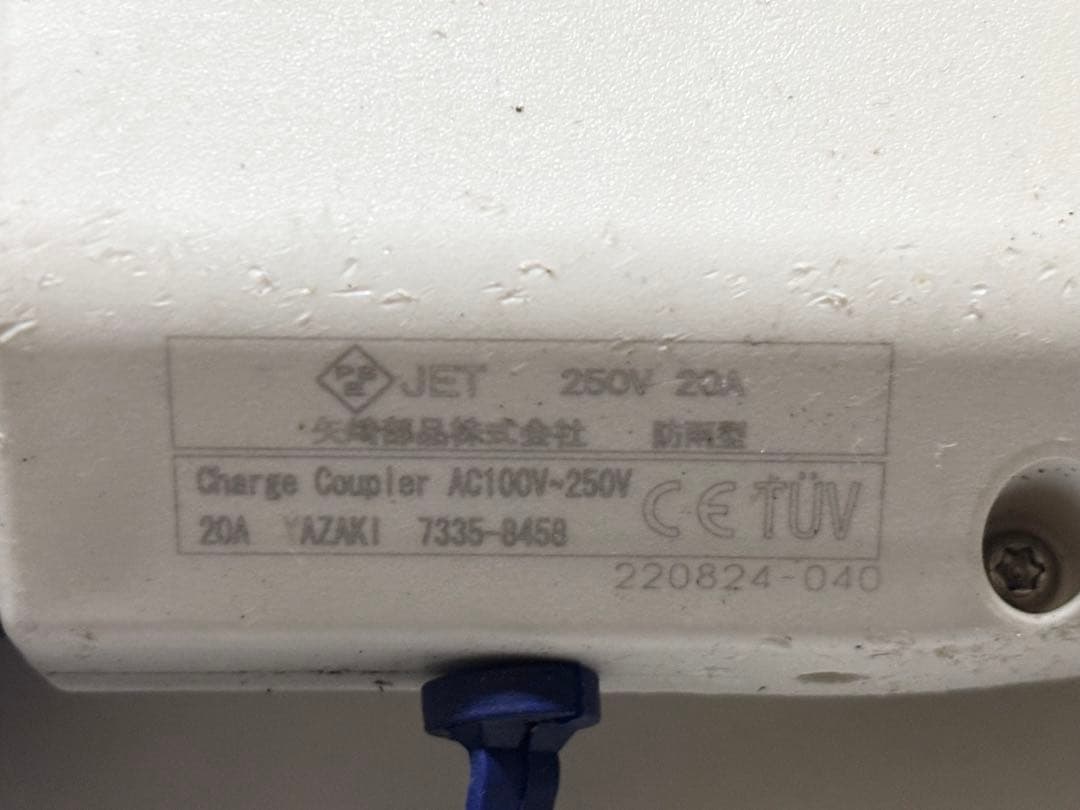 PSE JET 250V 20A
矢崎部品株式会社 防雨型
Charge Coupler AC100V~250V
20A YAZAKI 7335-8458
CE TÜV
220824-040